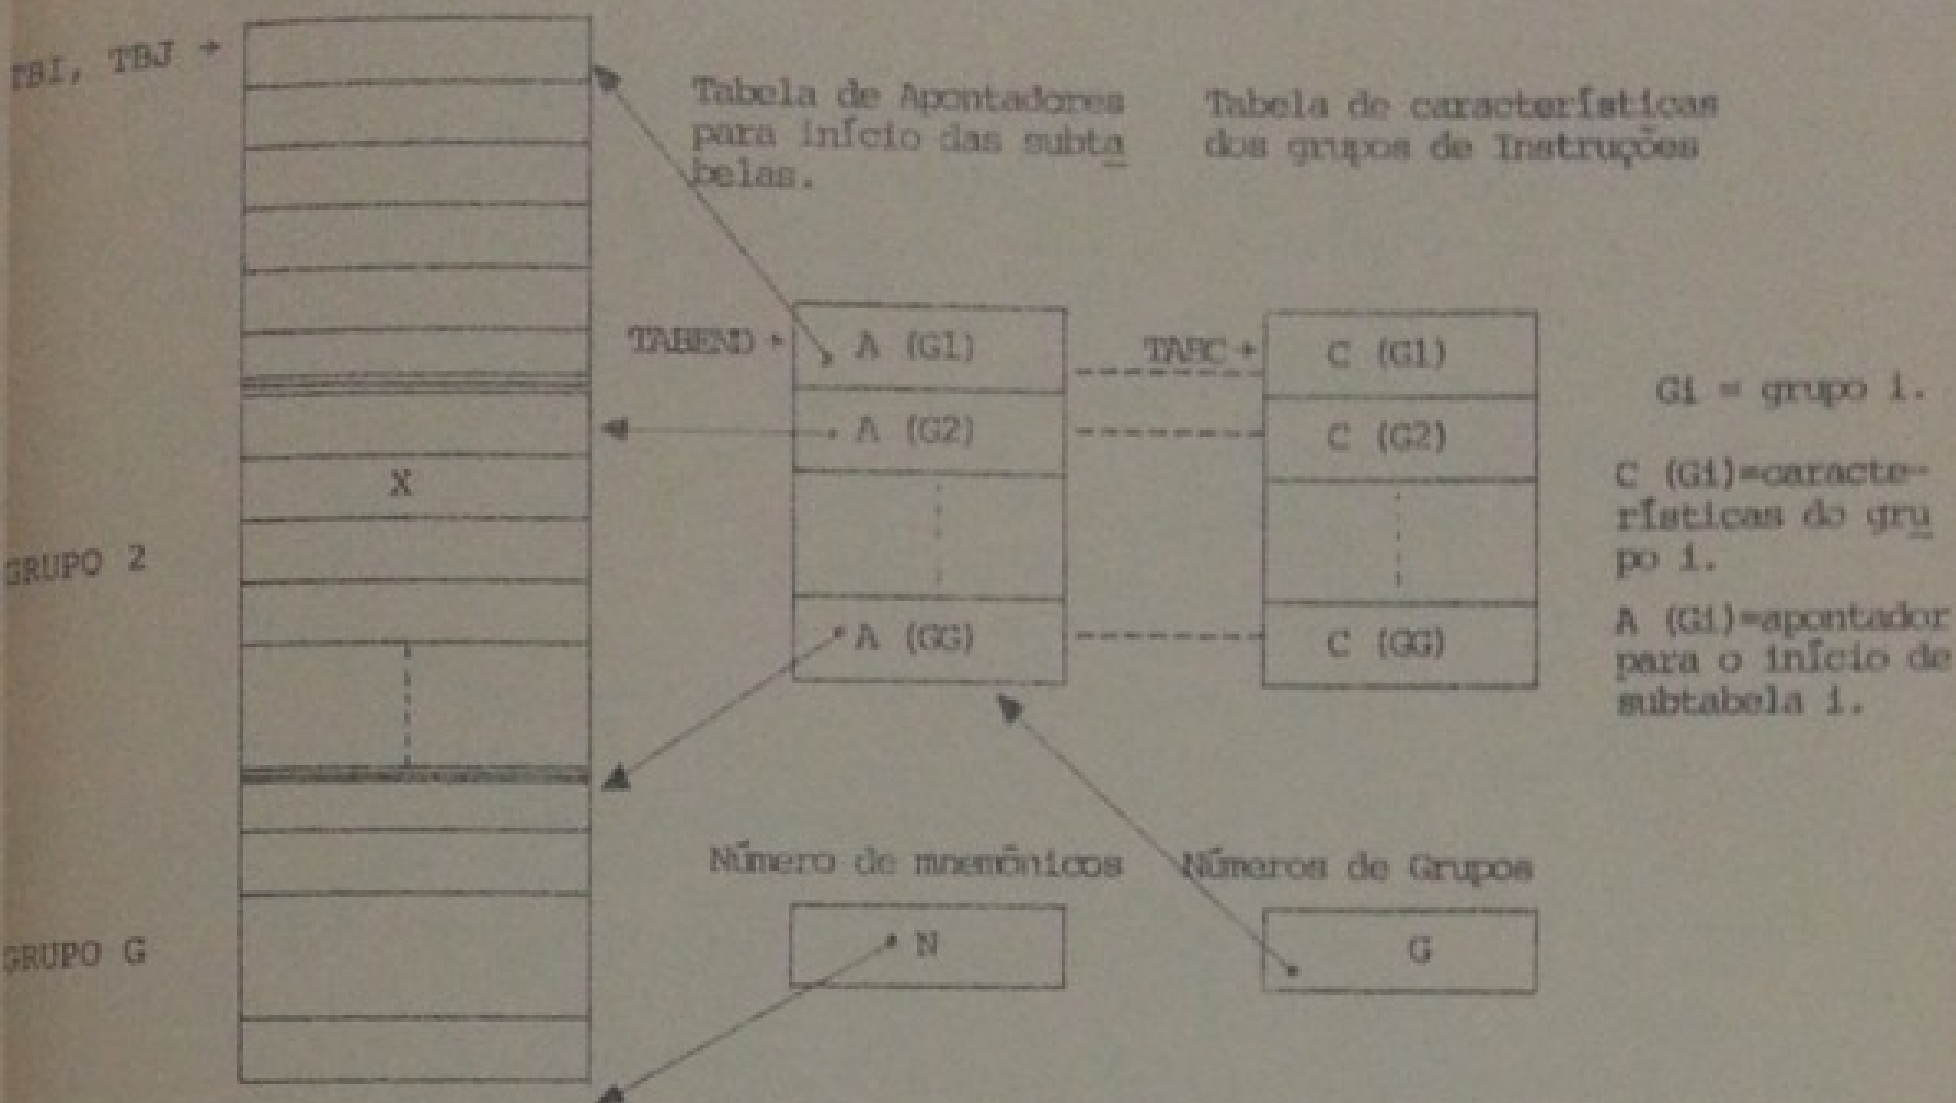 TBI, TBJ →
Tabela de Apontadores
para início das subta
belas.
Tabela de características
dos grupos de Instruções
TABEND →
A (G1)
A (G2)
A (GG)
TABC →
C (G1)
C (G2)
C (GG)
Gi = grupo i.
C (Gi)=caracte-
rísticas do gru
po i.
A (Gi)=apontador
para o início de
subtabela i.
X
GRUPO 2
GRUPO G
Número de mnemônicos
N
Números de Grupos
G